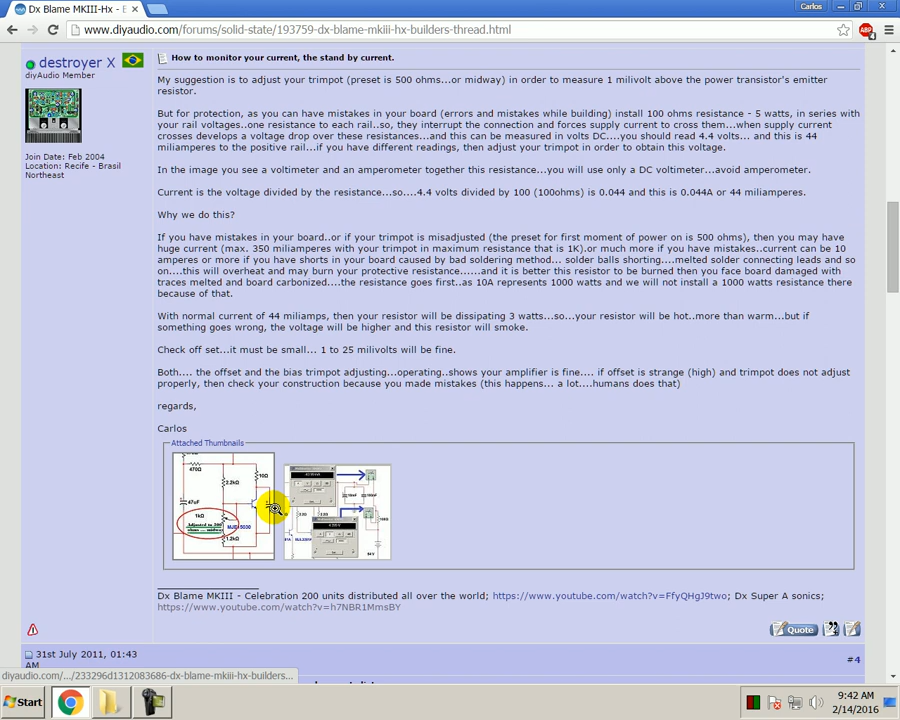 Dx Blame MKIII-Hx - E
Carlos
www.diyaudio.com/forums/solid-state/193759-dx-blame-mkiii-hx-builders-thread.html
ABP
destroyer X
diyAudio Member
Join Date: Feb 2004
Location: Recife - Brasil
Northeast
How to monitor your current, the stand by current.
My suggestion is to adjust your trimpot (preset is 500 ohms...or midway) in order to measure 1 milivolt above the power transistor's emitter
resistor.
But for protection, as you can have mistakes in your board (errors and mistakes while building) install 100 ohms resistance - 5 watts, in series with
your rail voltages..one resistance to each rail..so, they interrupt the connection and forces supply current to cross them...when supply current
crosses develops a voltage drop over these resistances...and this can be measured in volts DC....you should read 4.4 volts... and this is 44
miliamperes to the positive rail...if you have different readings, then adjust your trimpot in order to obtain this voltage.
In the image you see a voltimeter and an amperometer together this resistance...you will use only a DC voltimeter...avoid amperometer.
Current is the voltage divided by the resistance...so....4.4 volts divided by 100 (100ohms) is 0.044 and this is 0.044A or 44 miliamperes.
Why we do this?
If you have mistakes in your board..or if your trimpot is misadjusted (the preset for first moment of power on is 500 ohms), then you may have
huge current (max. 350 miliamperes with your trimpot in maximum resistance that is 1K).or much more if you have mistakes..current can be 10
amperes or more if you have shorts in your board caused by bad soldering method... solder balls shorting....melted solder connecting leads and so
on....this will overheat and may burn your protective resistance......and it is better this resistor to be burned then you face board damaged with
traces melted and board carbonized....the resistance goes first..as 10A represents 1000 watts and we will not install a 1000 watts resistance there
because of that.
With normal current of 44 miliamps, then your resistor will be dissipating 3 watts...so...your resistor will be hot..more than warm...but if
something goes wrong, the voltage will be higher and this resistor will smoke.
Check off set...it must be small... 1 to 25 milivolts will be fine.
Both.... the offset and the bias trimpot adjusting...operating..shows your amplifier is fine.... if offset is strange (high) and trimpot does not adjust
properly, then check your construction because you made mistakes (this happens... a lot....humans does that)
regards,
Carlos
Attached Thumbnails
470Ω
10Ω
2.2kΩ
47uF
1kΩ
Adjusted to 500
ohms ... midway
1.2kΩ
Dx Blame MKIII - Celebration 200 units distributed all over the world; https://www.youtube.com/watch?v=FfyQHgJ9two; Dx Super A sonics;
https://www.youtube.com/watch?v=h7NBR1MmsBY
Quote
31st July 2011, 01:43
AM
#4
diyaudio.com/.../233296d1312083686-dx-blame-mkiii-hx-builders...
Start
9:42 AM
2/14/2016